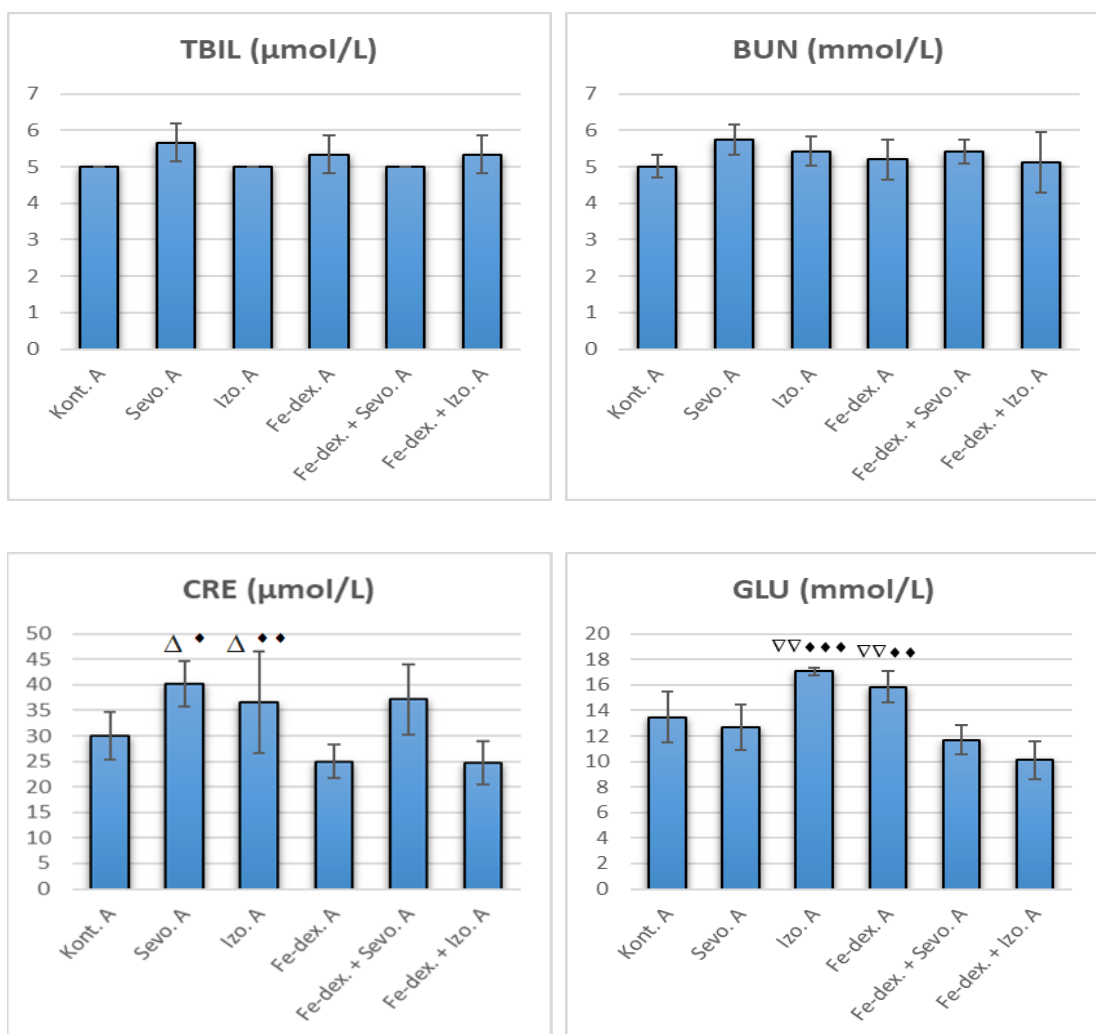 TBIL (µmol/L)
7
6
5
4
3
2
1
0
Kont. A
Sevo. A
Izo. A
Fe-dex. A
Fe-dex. + Sevo. A
Fe-dex. + Izo. A
BUN (mmol/L)
7
6
5
4
3
2
1
0
Kont. A
Sevo. A
Izo. A
Fe-dex. A
Fe-dex. + Sevo. A
Fe-dex. + Izo. A
CRE (µmol/L)
50
45
40
35
30
25
20
15
10
5
0
Δ ◆ Δ ◆◆
Kont. A
Sevo. A
Izo. A
Fe-dex. A
Fe-dex. + Sevo. A
Fe-dex. + Izo. A
GLU (mmol/L)
20
18
16
14
12
10
8
6
4
2
0
∇∇◆◆◆ ∇∇◆◆
Kont. A
Sevo. A
Izo. A
Fe-dex. A
Fe-dex. + Sevo. A
Fe-dex. + Izo. A